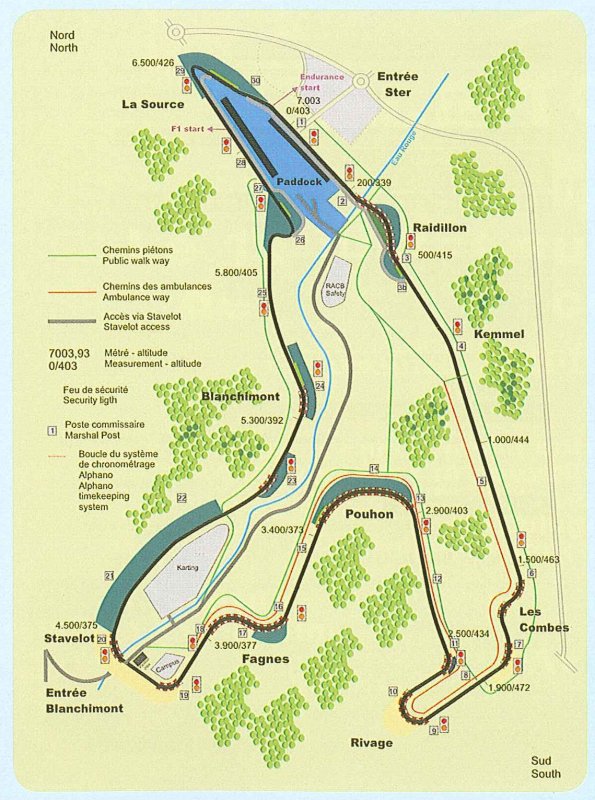 Nord
North
6.500/426
29
30
La Source
Endurance
start
7.003
0/403
Entrée
Ster
1
F1 start
28
Eau Rouge
Paddock
200/339
27
2
Raidillon
26
3
500/415
Chemins piétons
Public walk way
5.800/405
3b
RACB
Safety
Chemins des ambulances
Ambulance way
25
Accès via Stavelot
Stavelot access
Kemmel
4
7003,93
0/403
Métré - altitude
Measurement - altitude
Feu de sécurité
Security ligth
24
Blanchimont
5.300/392
1
Poste commissaire
Marshal Post
1.000/444
Boucle du système
de chronométrage
Alphano
Alphano
timekeeping
system
23
14
5
22
13
Pouhon
2.900/403
3.400/373
15
1.500/463
Karting
21
12
6
16
Les
Combes
4.500/375
18
17
2.500/434
Stavelot
20
3.900/377
11
7
Fagnes
Campus
8
1.900/472
19
10
Entrée
Blanchimont
9
Rivage
Sud
South